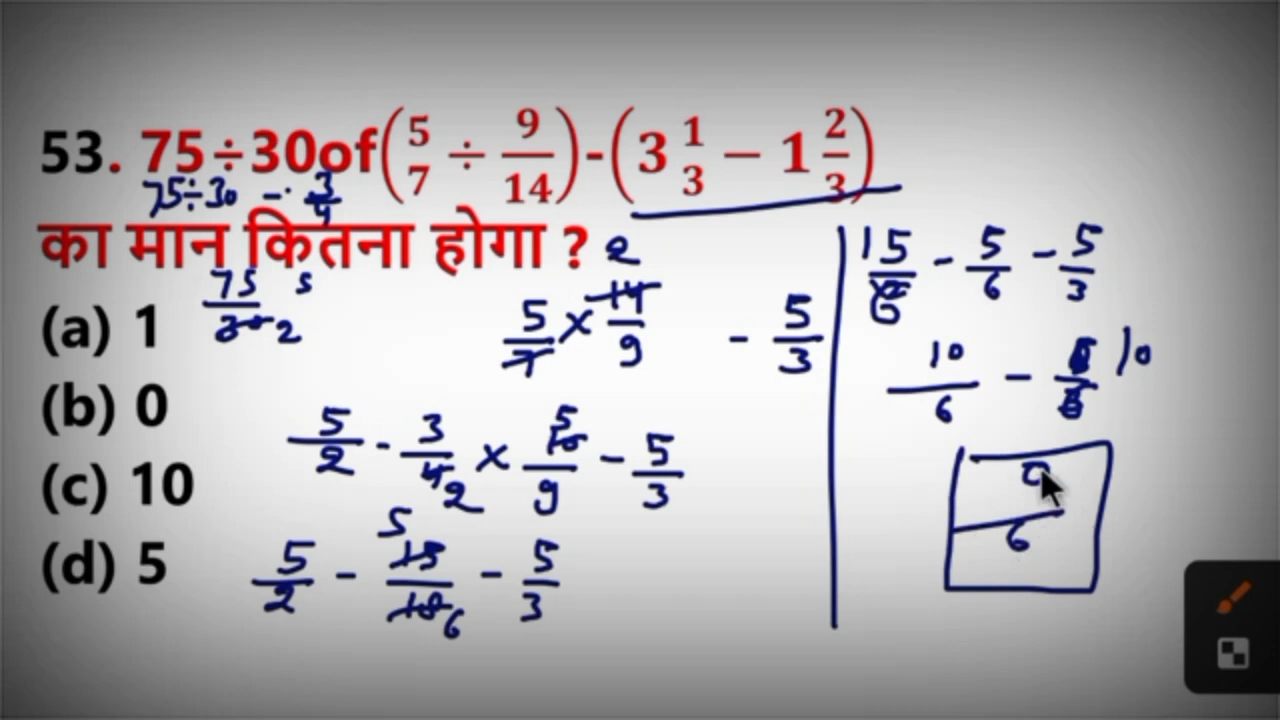 53. 75÷30of(5/7 ÷ 9/14)-(3 1/3 − 1 2/3)
75÷30 - 3/4
का मान कितना होगा ?
(a) 1
(b) 0
(c) 10
(d) 5
75/30 5 2
5/7 × 14/9 2 - 5/3
5/2 - 3/4 2 × 10/9 5 - 5/3
5/2 - 15/18 5 6 - 5/3
15/6 - 5/6 - 5/3
10/6 - 10
0/6